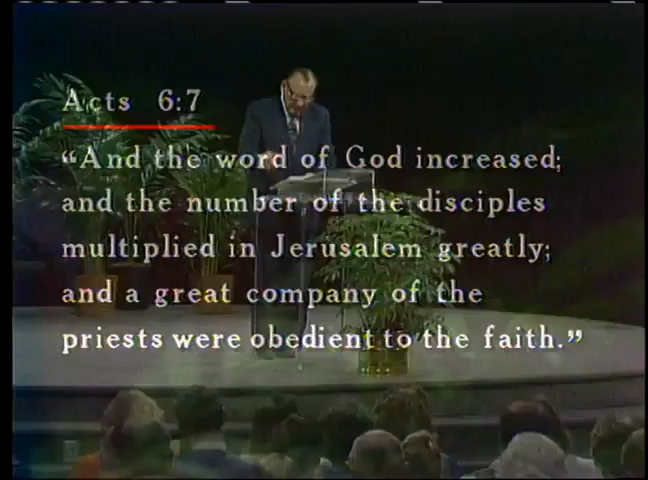 Acts 6:7
“And the word of God increased;
and the number of the disciples
multiplied in Jerusalem greatly;
and a great company of the
priests were obedient to the faith.”